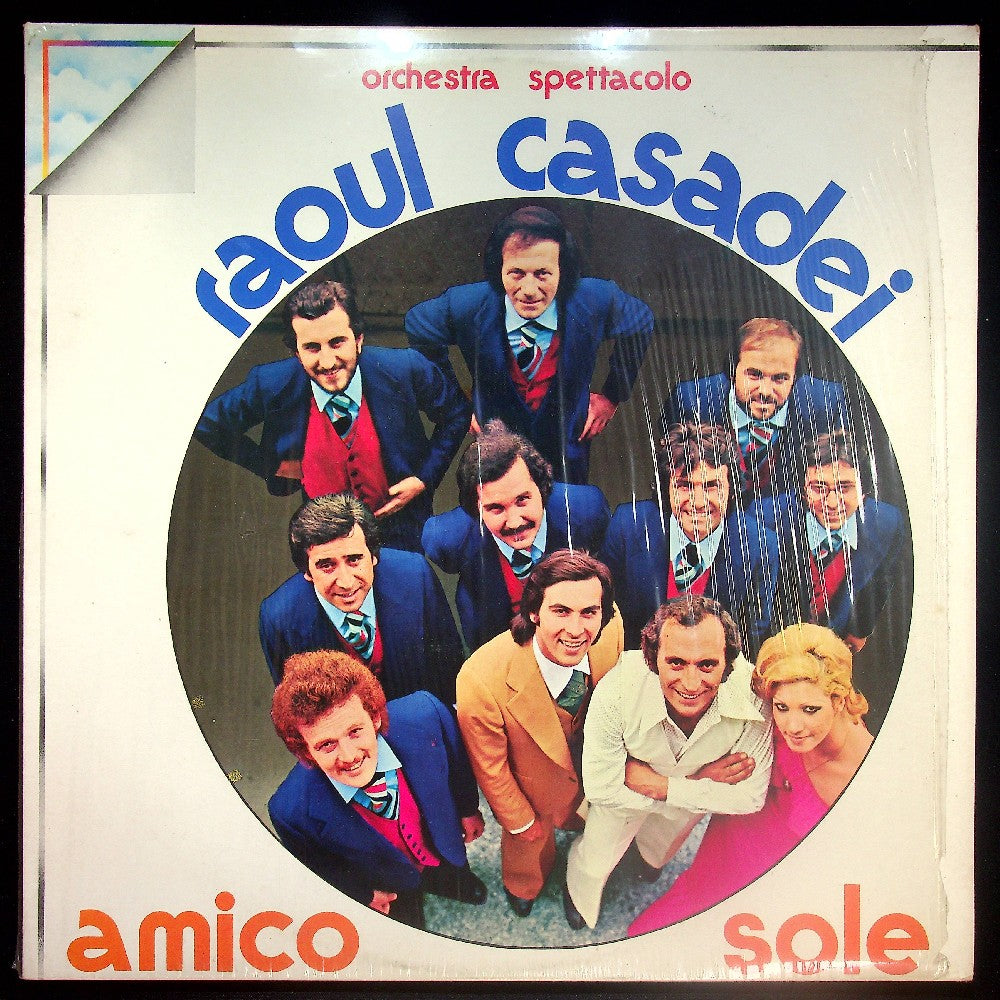 orchestra spettacolo
raoul casadei
amico sole